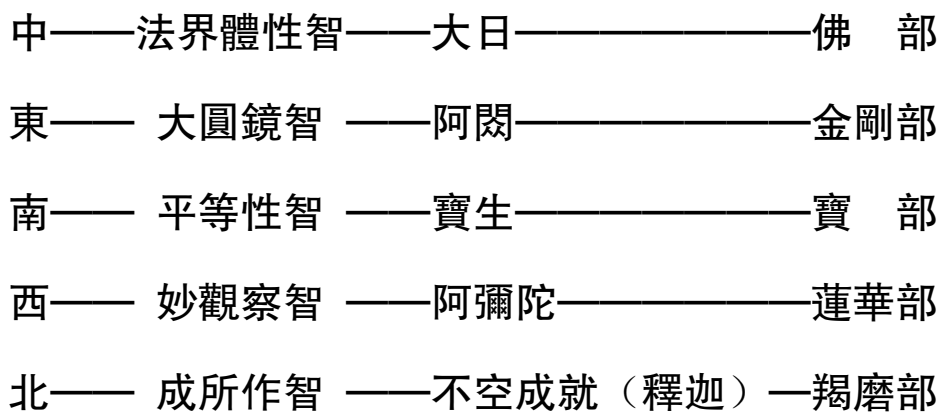 中——法界體性智——大日———————佛　部
東—— 大圓鏡智 ——阿閦———————金剛部
南—— 平等性智 ——寶生———————寶　部
西—— 妙觀察智 ——阿彌陀——————蓮華部
北—— 成所作智 ——不空成就（釋迦）—羯磨部